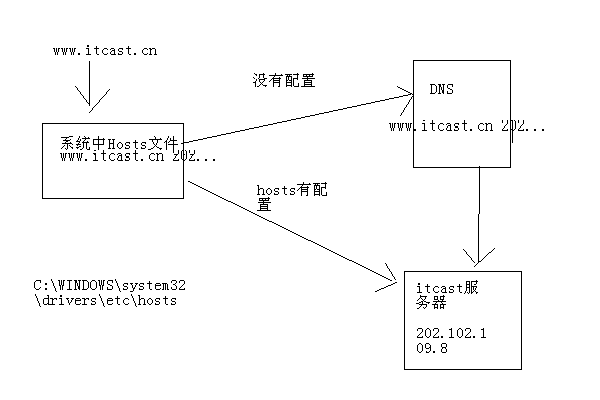 www.itcast.cn
没有配置
DNS
www.itcast.cn 202...
系统中Hosts文件
www.itcast.cn 202...
hosts有配
置
C:\WINDOWS\system32
\drivers\etc\hosts
itcast服
务器
202.102.1
09.8